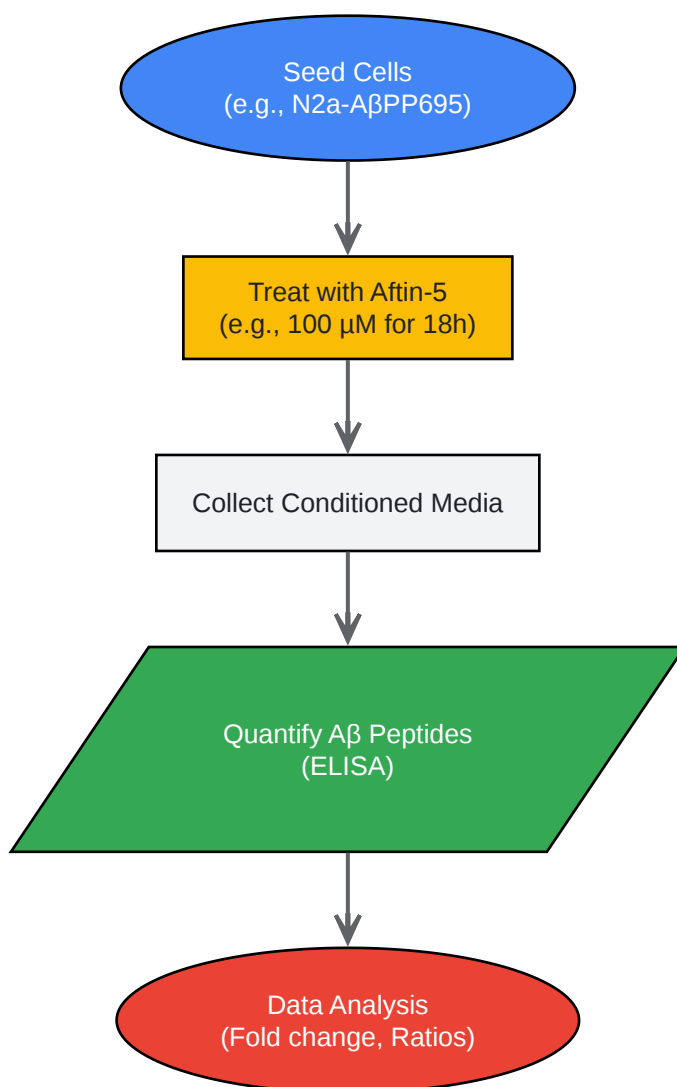 Seed Cells
(e.g., N2a-AβPP695)
Treat with Aftin-5
(e.g., 100 µM for 18h)
Collect Conditioned Media
Quantify Aβ Peptides
(ELISA)
Data Analysis
(Fold change, Ratios)